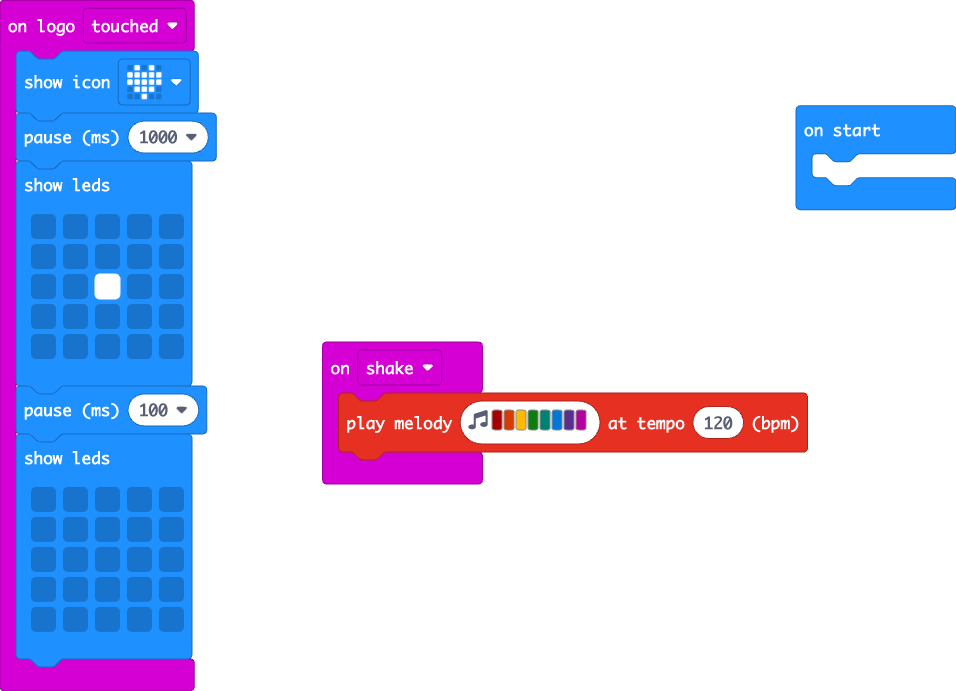 on logo touched
show icon
pause (ms) 1000
show leds
pause (ms) 100
show leds
on start
on shake
play melody at tempo 120 (bpm)